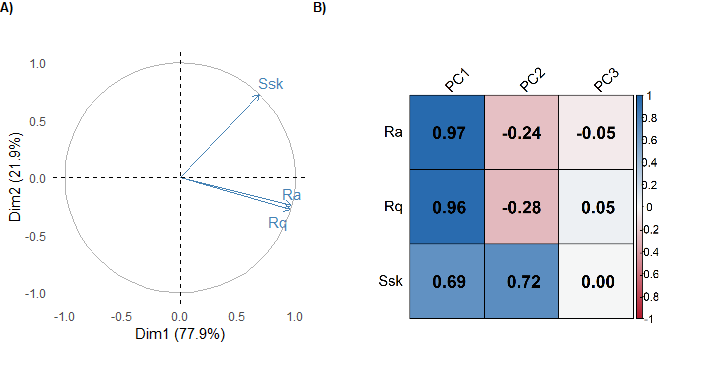 A)
1.0
0.5
0.0
-0.5
-1.0
Dim2 (21.9%)
Ssk
Ra
Rq
-1.0 -0.5 0.0 0.5 1.0
Dim1 (77.9%)
B)
PC1 PC2 PC3
Ra 0.97 -0.24 -0.05
Rq 0.96 -0.28 0.05
Ssk 0.69 0.72 0.00
1
0.8
0.6
0.4
0.2
0
-0.2
-0.4
-0.6
-0.8
-1